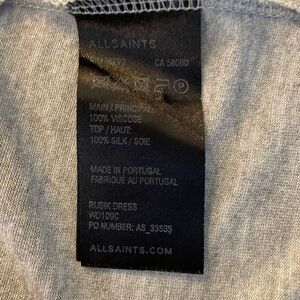 ALLSAINTS
CA 58060
MAIN / PRINCIPAL:
100% VISCOSE
TOP / HAUT:
100% SILK / SOIE
MADE IN PORTUGAL
FABRIQUÉ AU PORTUGAL
RUBIK DRESS
WD109C
PO NUMBER: AS_33535
ALLSAINTS.COM